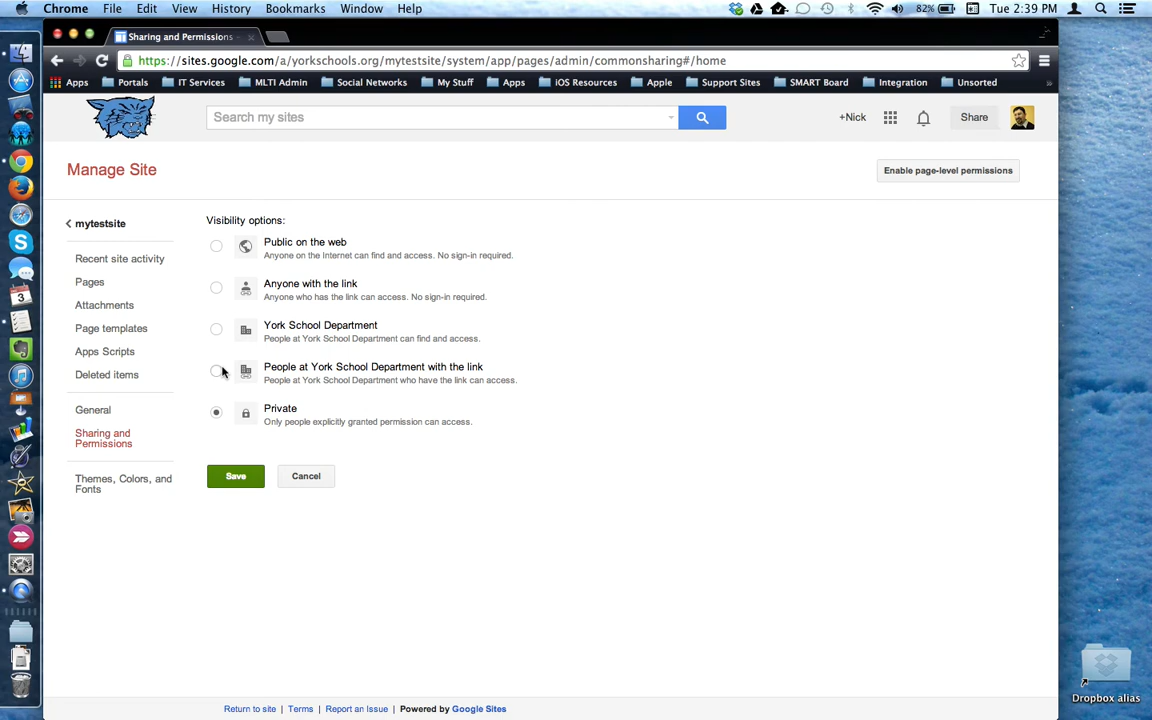 Chrome File Edit View History Bookmarks Window Help 82% Tue 2:39 PM
Sharing and Permissions -
https://sites.google.com/a/yorkschools.org/mytestsite/system/app/pages/admin/commonsharing#/home
Apps Portals IT Services MLTI Admin Social Networks My Stuff iOS Resources Apple Support Sites SMART Board Integration Unsorted »
Search my sites +Nick Share
Manage Site Enable page-level permissions
mytestsite
Recent site activity
Pages
Attachments
Page templates
Apps Scripts
Deleted items
General
Sharing and
Permissions
Themes, Colors, and
Fonts
Visibility options:
Public on the web
Anyone on the Internet can find and access. No sign-in required.
Anyone with the link
Anyone who has the link can access. No sign-in required.
York School Department
People at York School Department can find and access.
People at York School Department with the link
People at York School Department who have the link can access.
Private
Only people explicitly granted permission can access.
Save Cancel
Return to site | Terms | Report an Issue | Powered by Google Sites
3
Dropbox alias